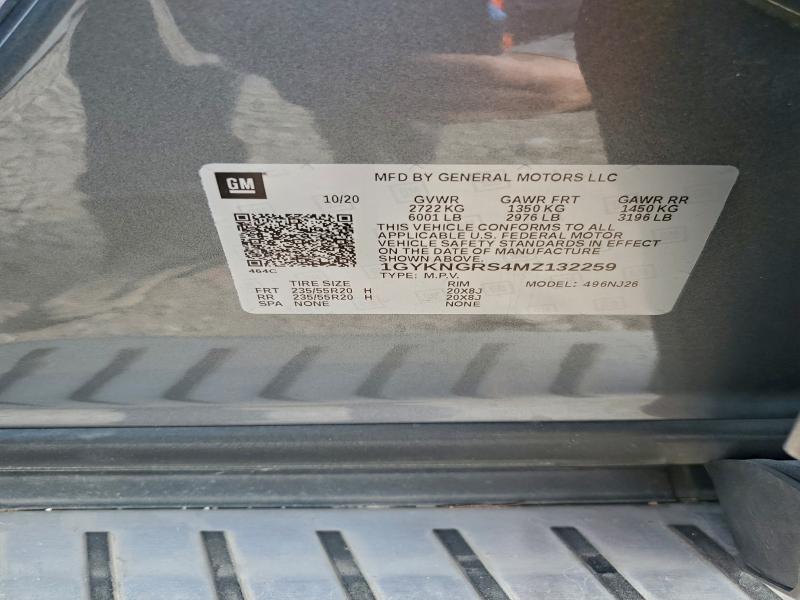 GM
MFD BY GENERAL MOTORS LLC
10/20 GVWR GAWR FRT GAWR RR
2722 KG 1350 KG 1450 KG
6001 LB 2976 LB 3196 LB
THIS VEHICLE CONFORMS TO ALL
APPLICABLE U.S. FEDERAL MOTOR
VEHICLE SAFETY STANDARDS IN EFFECT
ON THE DATE OF MANUFACTURE
SHOWN ABOVE.
464C
1GYKNGRS4MZ132259
TYPE: M.P.V. MODEL: 496NJ26
TIRE SIZE RIM
FRT 235/55R20 H 20X8J
RR 235/55R20 H 20X8J
SPA NONE NONE